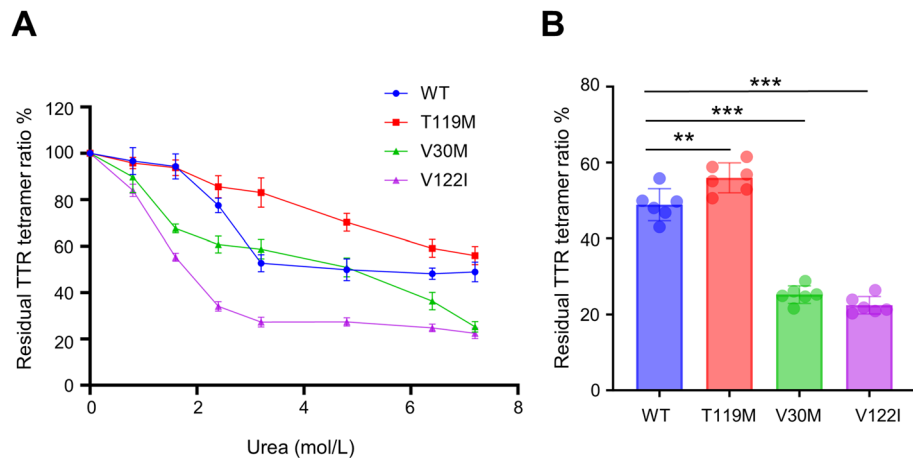 A
Residual TTR tetramer ratio %
120
100
80
60
40
20
0
0
2
4
6
8
Urea (mol/L)
WT
T119M
V30M
V122I
B
Residual TTR tetramer ratio %
80
60
40
20
0
***
***
**
WT
T119M
V30M
V122I